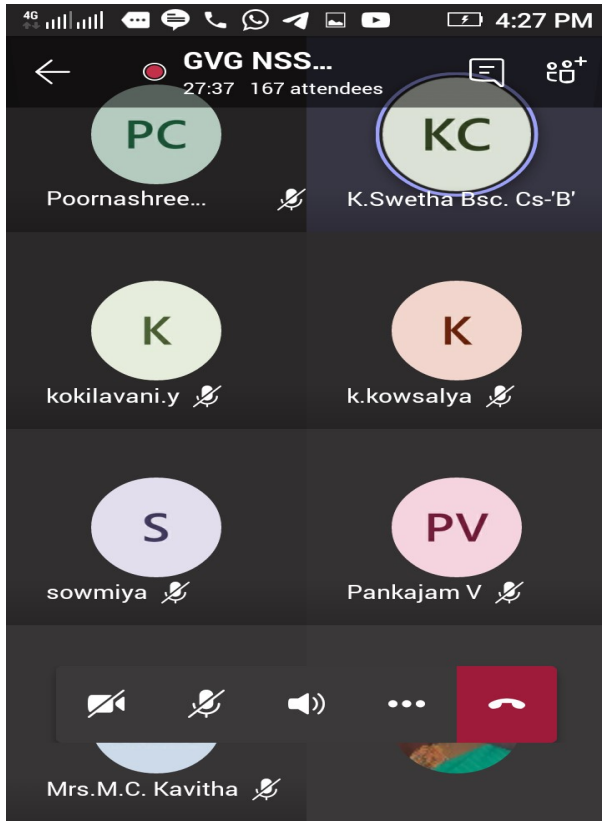 4G 4:27 PM
GVG NSS...
27:37 167 attendees
PC KC
Poornashree... K.Swetha Bsc. Cs-'B'
K K
kokilavani.y k.kowsalya
S PV
sowmiya Pankajam V
Mrs.M.C. Kavitha